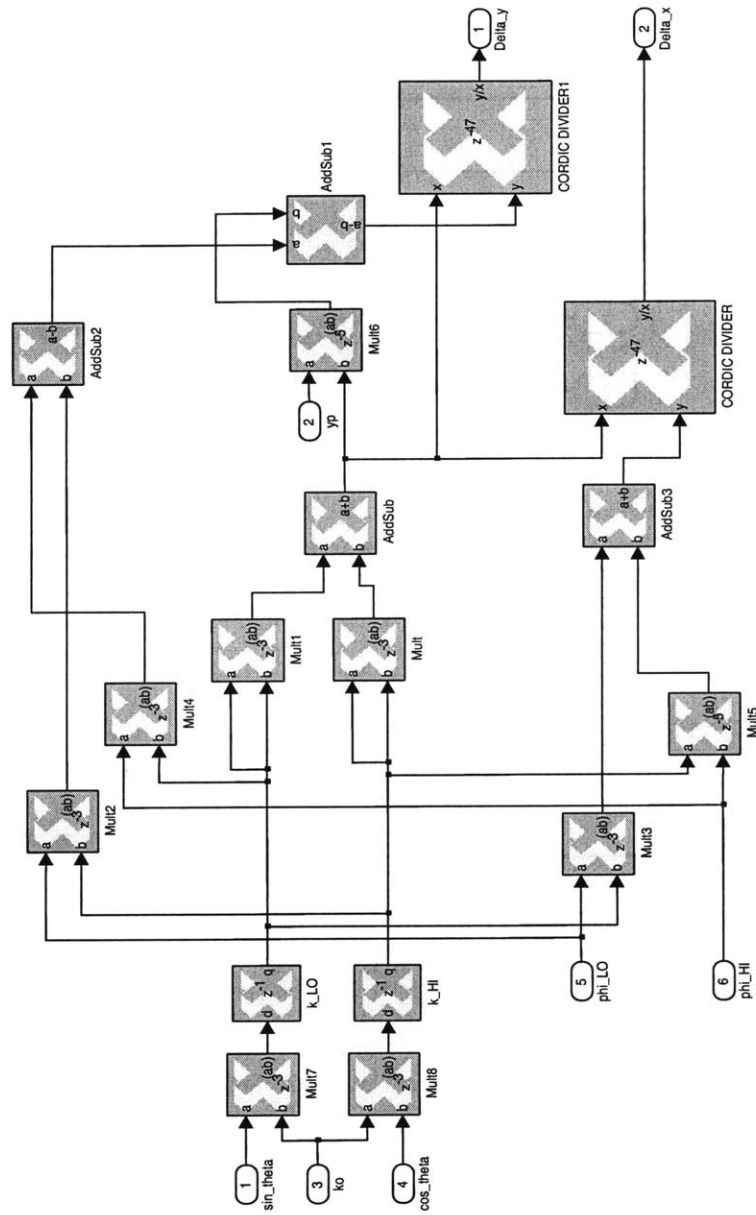 1
sin_theta
3
ko
4
cos_theta
a
b
(ab)
z-3
Mult7
a
b
(ab)
z-3
Mult8
d
z-1
q
k_LO
d
z-1
q
k_HI
5
phi_LO
6
phi_HI
a
b
(ab)
z-3
Mult2
a
b
(ab)
z-3
Mult4
a
b
(ab)
z-3
Mult1
a
b
(ab)
z-3
Mult
a
b
(ab)
z-3
Mult3
a
b
(ab)
z-5
Mult5
a
b
a+b
AddSub
a
b
a+b
AddSub3
a
b
a-b
AddSub2
2
yp
a
b
(ab)
z-5
Mult6
a
b
a-b
AddSub1
x
y
z-47
y/x
CORDIC DIVIDER1
x
y
z-47
y/x
CORDIC DIVIDER
1
Delta_y
2
Delta_x